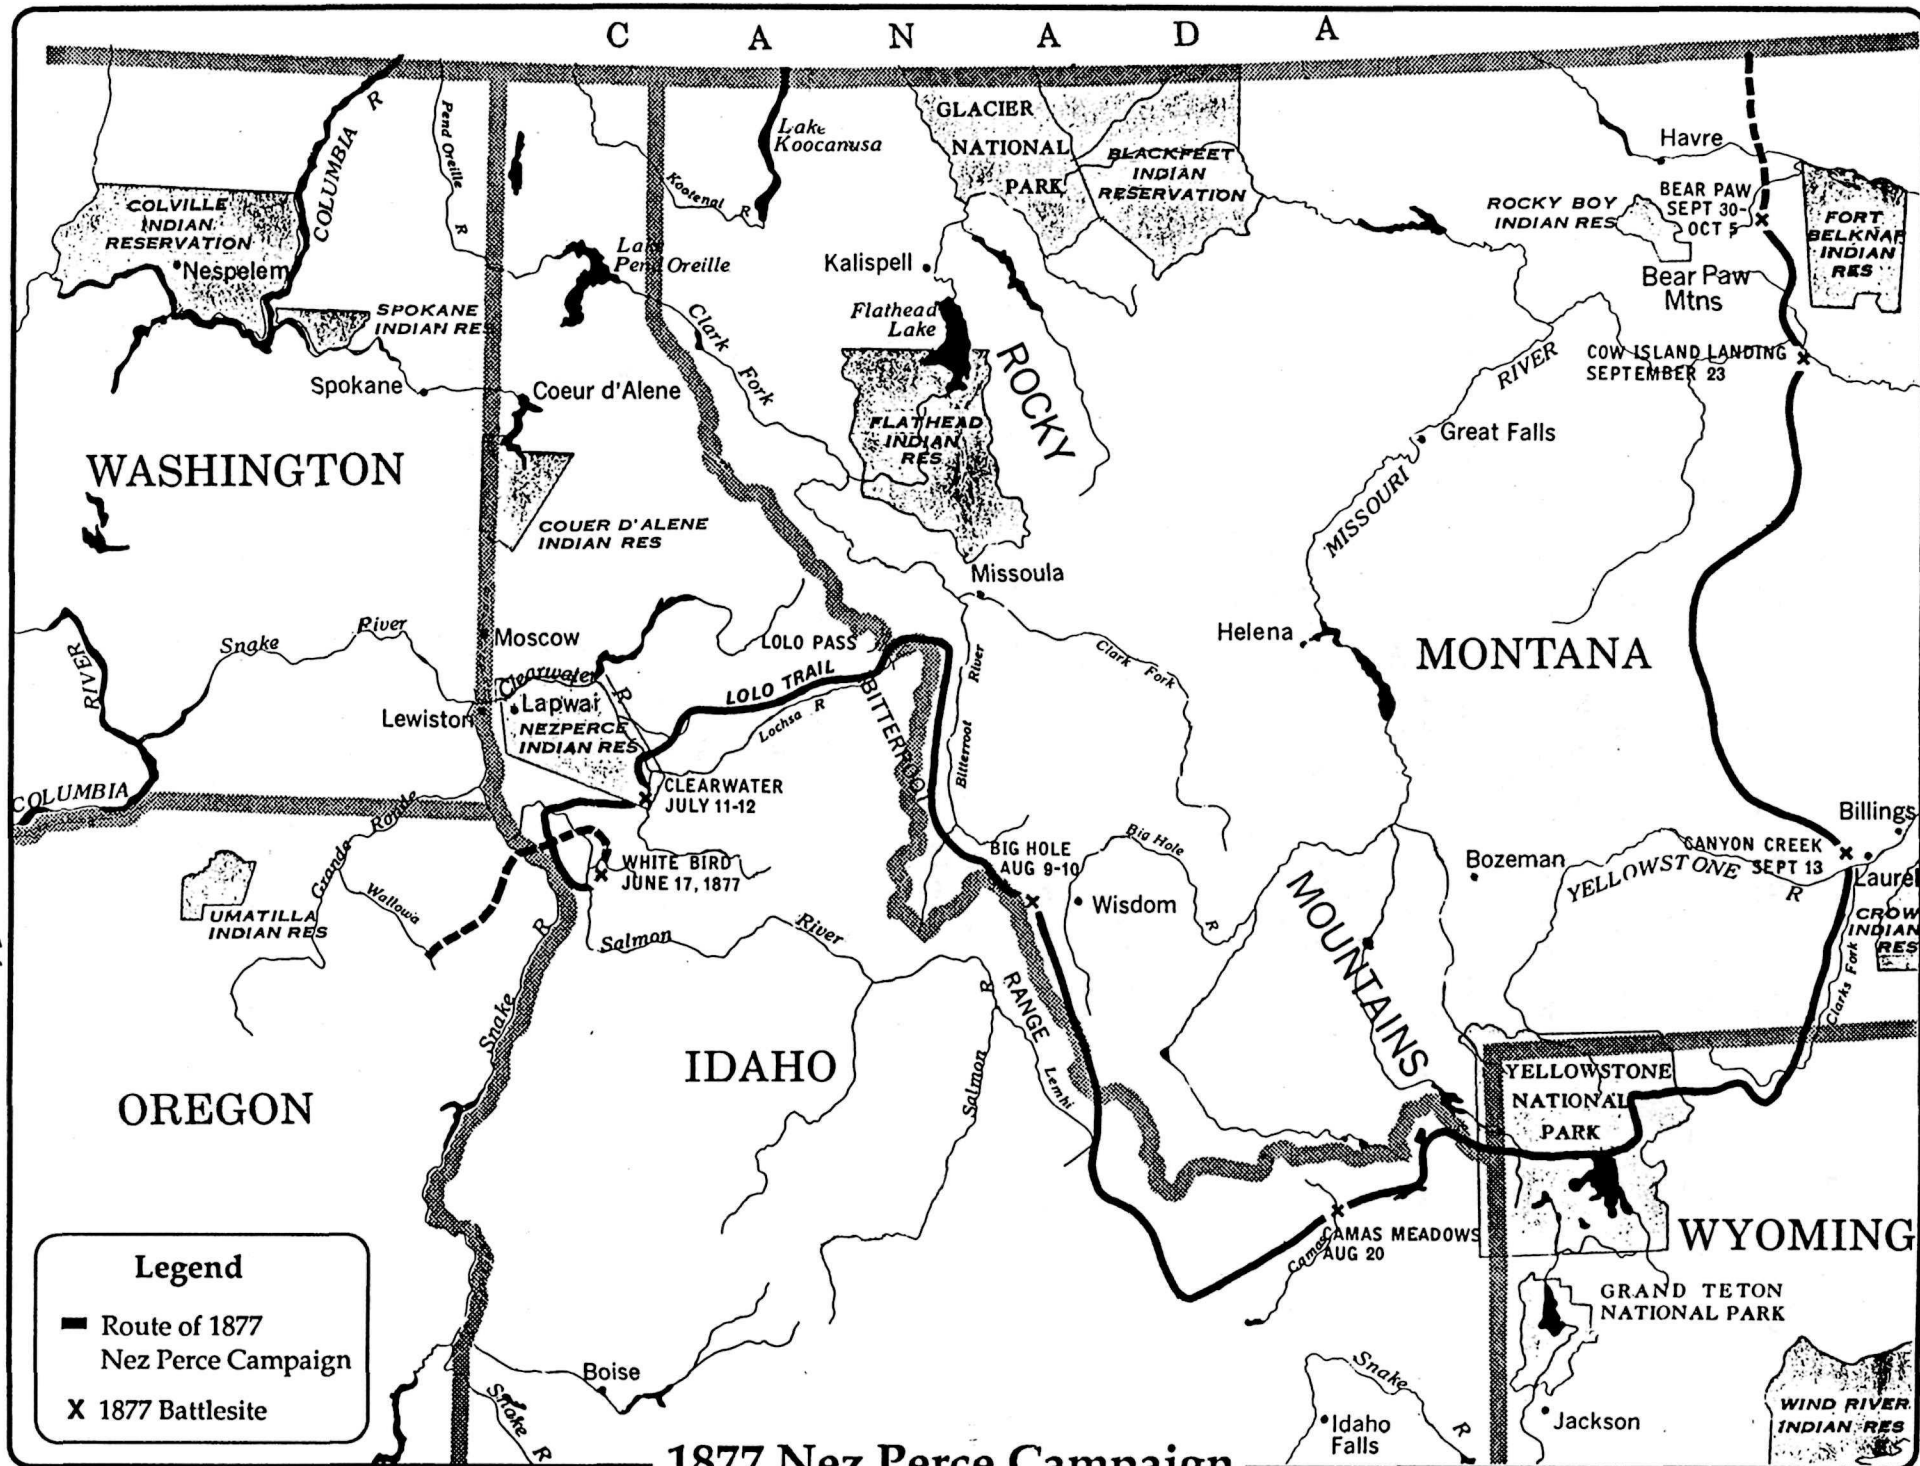 C A N A D A
COLUMBIA R
Pend Oreille R
Lake
Koocanusa
Kootenai R
GLACIER
NATIONAL
PARK
BLACKFEET
INDIAN
RESERVATION
Havre
BEAR PAW
SEPT 30-
OCT 5
ROCKY BOY
INDIAN RES
FORT
BELKNAP
INDIAN
RES
Bear Paw
Mtns
COLVILLE
INDIAN
RESERVATION
Nespelem
SPOKANE
INDIAN RES
Lake
Pend Oreille
Kalispell
Flathead
Lake
Clark Fork
ROCKY
RIVER
COW ISLAND LANDING
SEPTEMBER 23
Spokane
Coeur d'Alene
FLATHEAD
INDIAN
RES
Great Falls
WASHINGTON
MISSOURI
COUER D'ALENE
INDIAN RES
Missoula
Snake River
Moscow
LOLO PASS
Helena
MONTANA
RIVER
Clearwater R
LOLO TRAIL
River
Clark Fork
Lewiston
Lapwai
NEZPERCE
INDIAN RES
Lochsa R
BITTERROOT
Bitterroot
COLUMBIA
CLEARWATER
JULY 11-12
Grande Ronde
Billings
WHITE BIRD
JUNE 17, 1877
BIG HOLE
AUG 9-10
Big Hole R
Bozeman
YELLOWSTONE R
CANYON CREEK
SEPT 13
Laurel
Wallowa
UMATILLA
INDIAN RES
Wisdom
MOUNTAINS
CROW
INDIAN
RES
R
Salmon River
Clarks Fork
Snake
R
RANGE
IDAHO
Salmon
Lemhi
OREGON
YELLOWSTONE
NATIONAL
PARK
CAMAS MEADOWS
AUG 20
Camas
WYOMING
GRAND TETON
NATIONAL PARK
Legend
Route of 1877
Nez Perce Campaign
X 1877 Battlesite
Boise
Snake R
Snake R
Idaho
Falls
Jackson
WIND RIVER
INDIAN RES
1877 Nez Perce Campaign